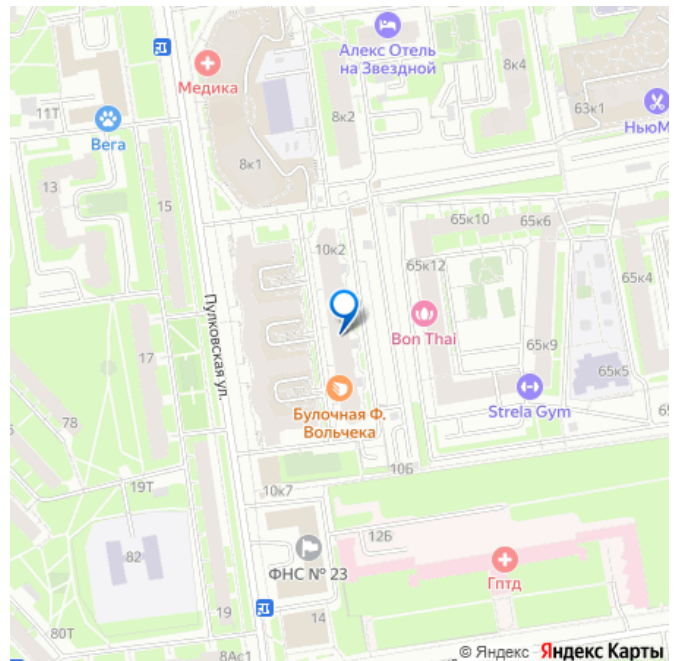 Алекс Отель
на Звездной
8к4
Медика
8к2
63к1
НьюМ
11Т
Вега
8к1
13
15
65к10
65к6
10к2
65к12
65к4
Пулковская ул.
Bon Thai
17
65к9
65к5
Strela Gym
Булочная Ф.
Вольчека
78
10Б
19Т
10к7
12Б
82
ФНС № 23
Гптд
19
14
80Т
8Ас1
© Яндекс Яндекс Карты